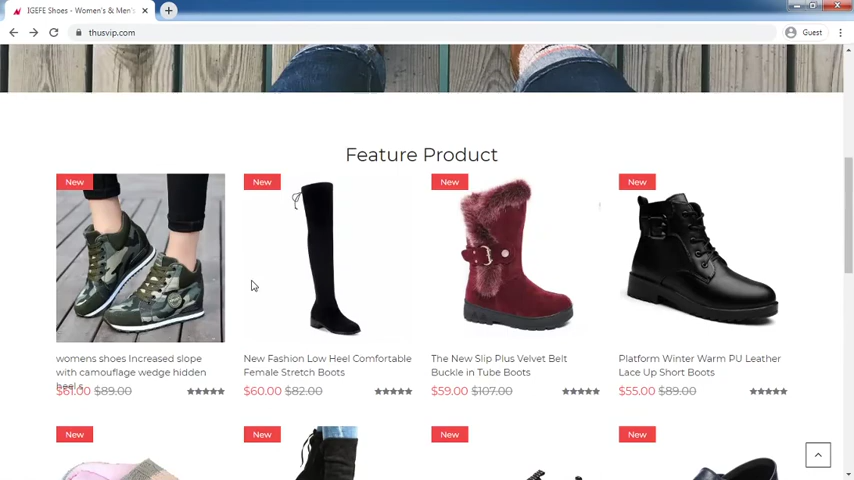 IGEFE Shoes - Women's & Men's
thusvip.com
Guest
Feature Product
New
New
New
New
womens shoes Increased slope
with camouflage wedge hidden
heel s
$61.00 $89.00
New Fashion Low Heel Comfortable
Female Stretch Boots
$60.00 $82.00
The New Slip Plus Velvet Belt
Buckle in Tube Boots
$59.00 $107.00
Platform Winter Warm PU Leather
Lace Up Short Boots
$55.00 $89.00
New
New
New
New